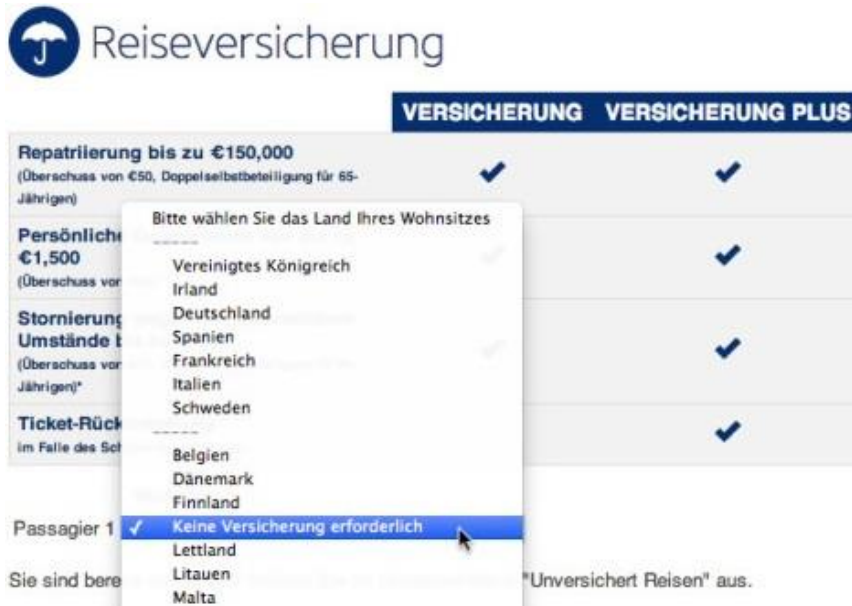 Reiseversicherung
VERSICHERUNG VERSICHERUNG PLUS
Repatriierung bis zu €150,000
(Überschuss von €50, Doppelselbstbeteiligung für 65-
Jährigen)
Bitte wählen Sie das Land Ihres Wohnsitzes
-----
Persönliche
€1,500
(Überschuss von
Vereinigtes Königreich
Irland
Deutschland
Spanien
Frankreich
Italien
Schweden
-----
Stornierung
Umstände
(Überschuss von
Jährigen)*
Ticket-Rück
im Falle des
Belgien
Dänemark
Finnland
Passagier 1 ✓ Keine Versicherung erforderlich
Lettland
Litauen
Malta
Sie sind bere
"Unversichert Reisen" aus.